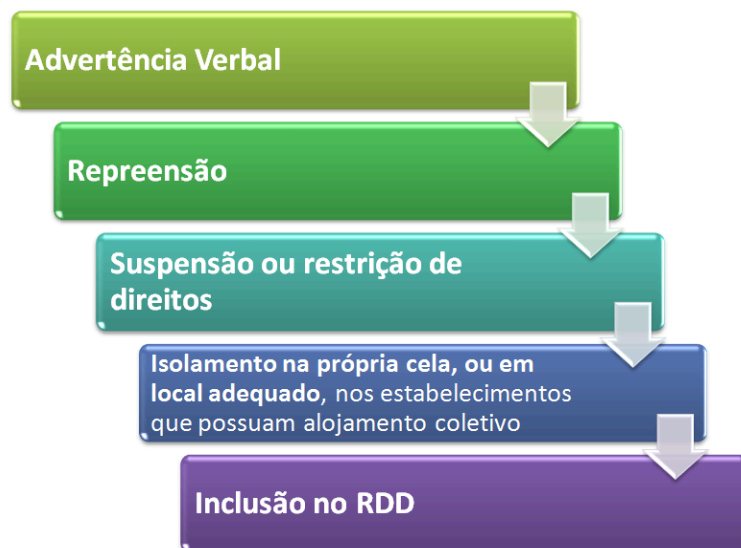 Advertência Verbal
Repreensão
Suspensão ou restrição de
direitos
Isolamento na própria cela, ou em
local adequado, nos estabelecimentos
que possuam alojamento coletivo
Inclusão no RDD